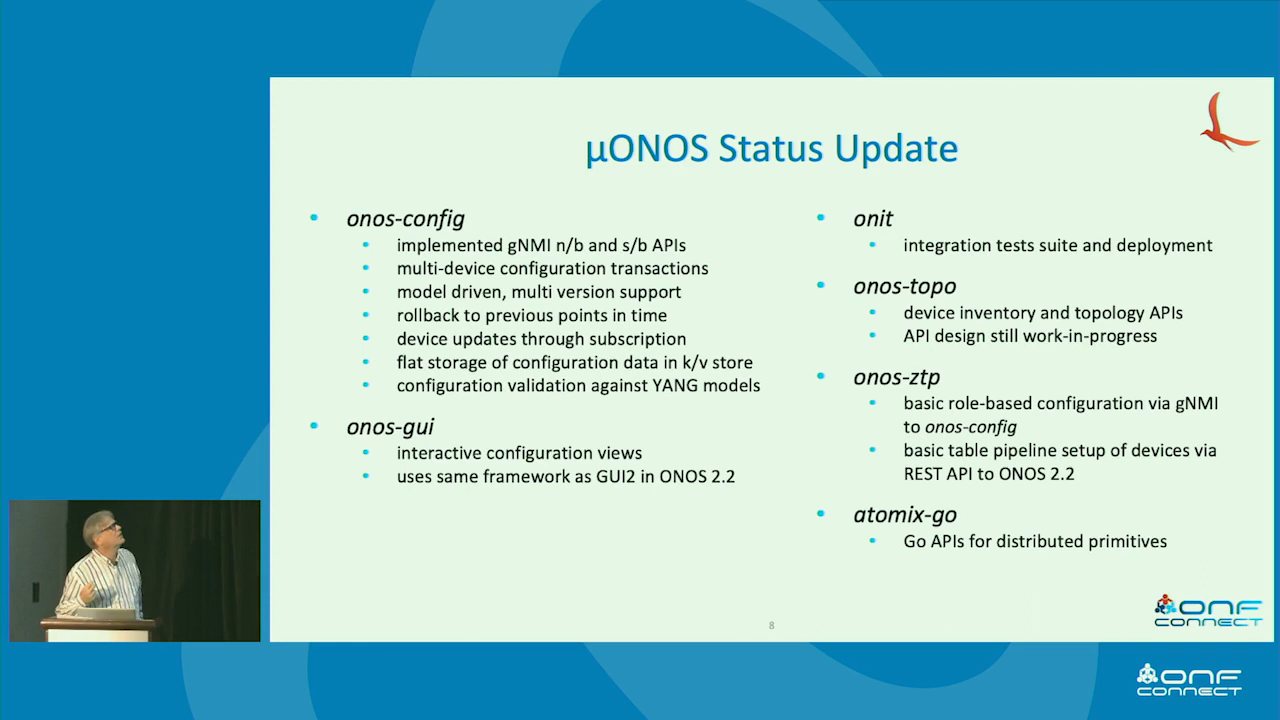 µONOS Status Update
• onos-config
• implemented gNMI n/b and s/b APIs
• multi-device configuration transactions
• model driven, multi version support
• rollback to previous points in time
• device updates through subscription
• flat storage of configuration data in k/v store
• configuration validation against YANG models
• onos-gui
• interactive configuration views
• uses same framework as GUI2 in ONOS 2.2
• onit
• integration tests suite and deployment
• onos-topo
• device inventory and topology APIs
• API design still work-in-progress
• onos-ztp
• basic role-based configuration via gNMI
to onos-config
• basic table pipeline setup of devices via
REST API to ONOS 2.2
• atomix-go
• Go APIs for distributed primitives
8
ONF
CONNECT
ONF
CONNECT